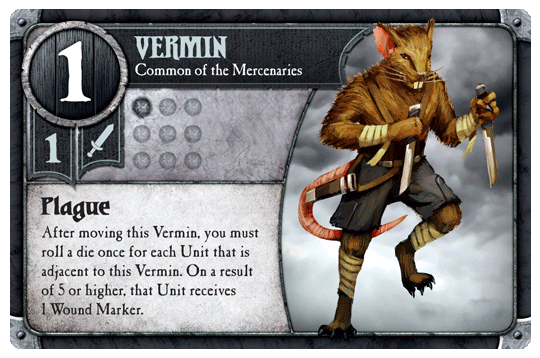 1
VERMIN
Common of the Mercenaries
1
Plague
After moving this Vermin, you must
roll a die once for each Unit that is
adjacent to this Vermin. On a result
of 5 or higher, that Unit receives
1 Wound Marker.